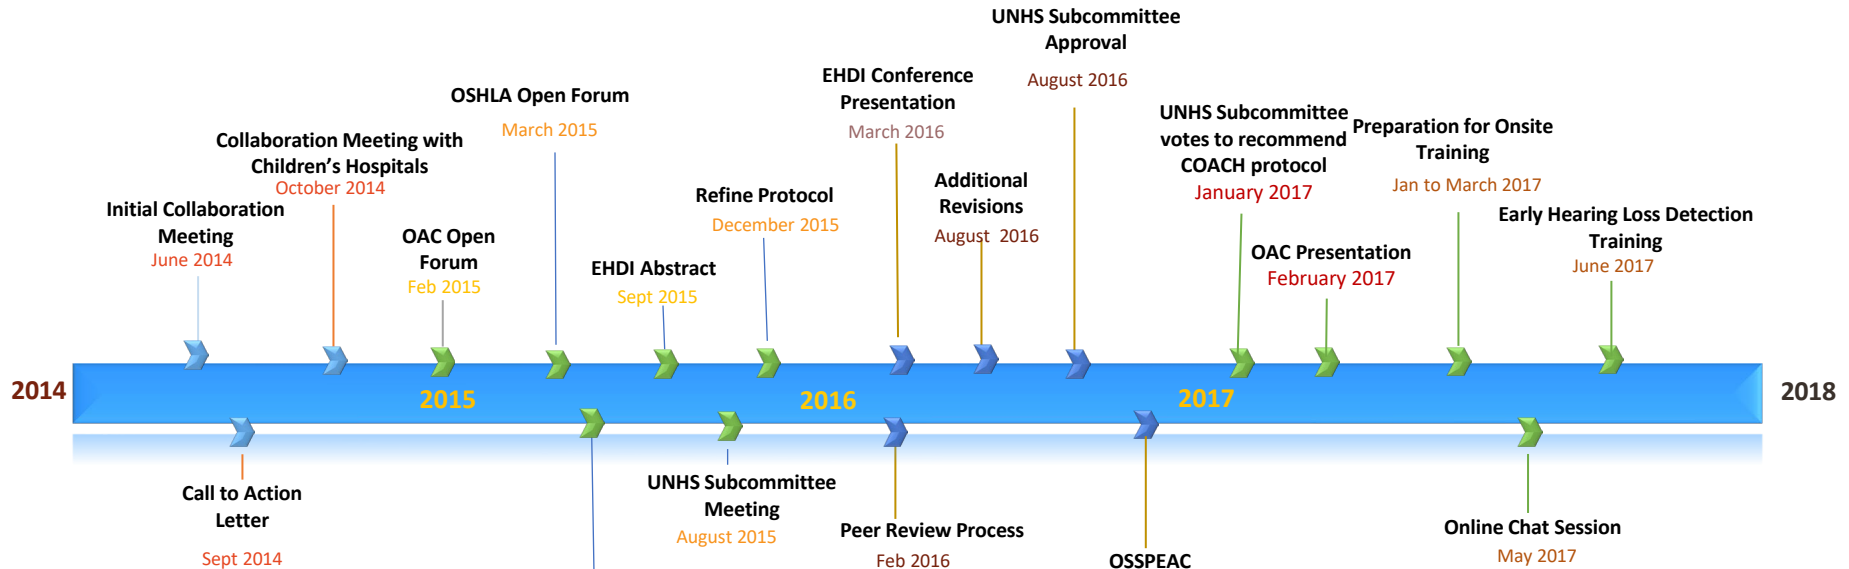 UNHS Subcommittee
Approval
August 2016
EHDI Conference
Presentation
March 2016
OSHLA Open Forum
March 2015
UNHS Subcommittee
votes to recommend
COACH protocol
January 2017
Preparation for Onsite
Training
Jan to March 2017
Collaboration Meeting with
Children’s Hospitals
October 2014
Additional
Revisions
August  2016
Refine Protocol
December 2015
Initial Collaboration
Meeting
June 2014
Early Hearing Loss Detection
Training
June 2017
OAC Open
Forum
Feb 2015
EHDI Abstract
Sept 2015
OAC Presentation
February 2017
2014
2015
2016
2017
2018
Call to Action
Letter
Sept 2014
UNHS Subcommittee
Meeting
August 2015
Peer Review Process
Feb 2016
OSSPEAC
Online Chat Session
May 2017